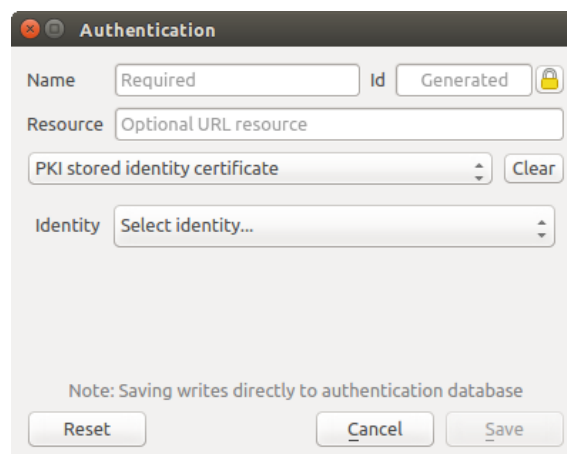 Authentication
Name Required Id Generated
Resource Optional URL resource
PKI stored identity certificate Clear
Identity Select identity...
Note: Saving writes directly to authentication database
Reset Cancel Save